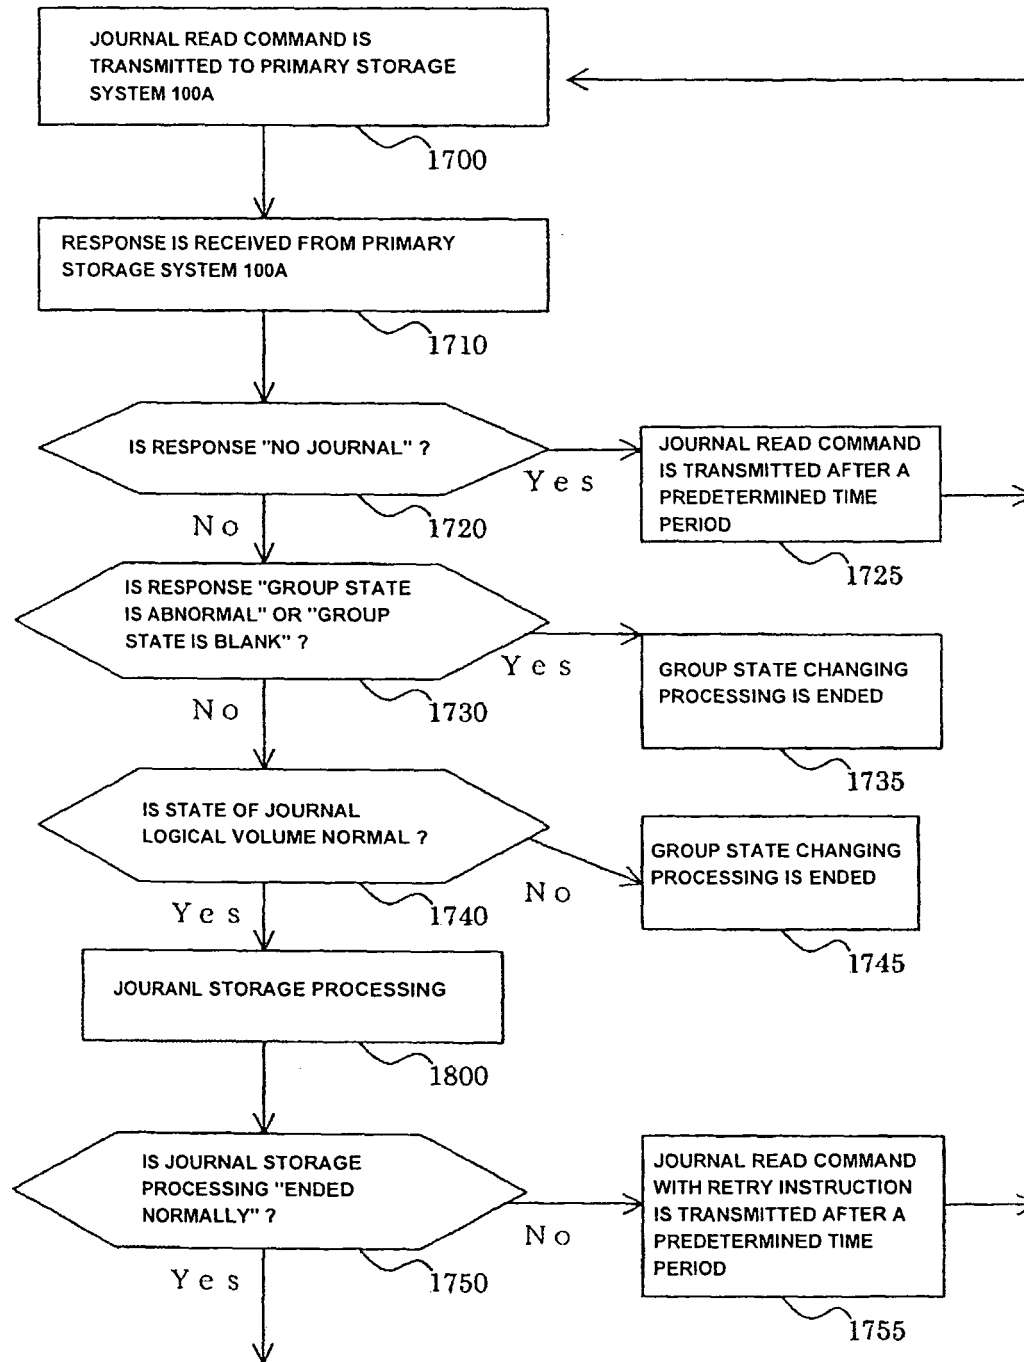 JOURNAL READ COMMAND IS
TRANSMITTED TO PRIMARY STORAGE
SYSTEM 100A
1700
RESPONSE IS RECEIVED FROM PRIMARY
STORAGE SYSTEM 100A
1710
IS RESPONSE "NO JOURNAL" ?
Yes
No
1720
JOURNAL READ COMMAND
IS TRANSMITTED AFTER A
PREDETERMINED TIME
PERIOD
1725
IS RESPONSE "GROUP STATE
IS ABNORMAL" OR "GROUP
STATE IS BLANK" ?
Yes
No
1730
GROUP STATE CHANGING
PROCESSING IS ENDED
1735
IS STATE OF JOURNAL
LOGICAL VOLUME NORMAL ?
No
Yes
1740
GROUP STATE CHANGING
PROCESSING IS ENDED
1745
JOURANL STORAGE PROCESSING
1800
IS JOURNAL STORAGE
PROCESSING "ENDED
NORMALLY" ?
No
Yes
1750
JOURNAL READ COMMAND
WITH RETRY INSTRUCTION
IS TRANSMITTED AFTER A
PREDETERMINED TIME
PERIOD
1755